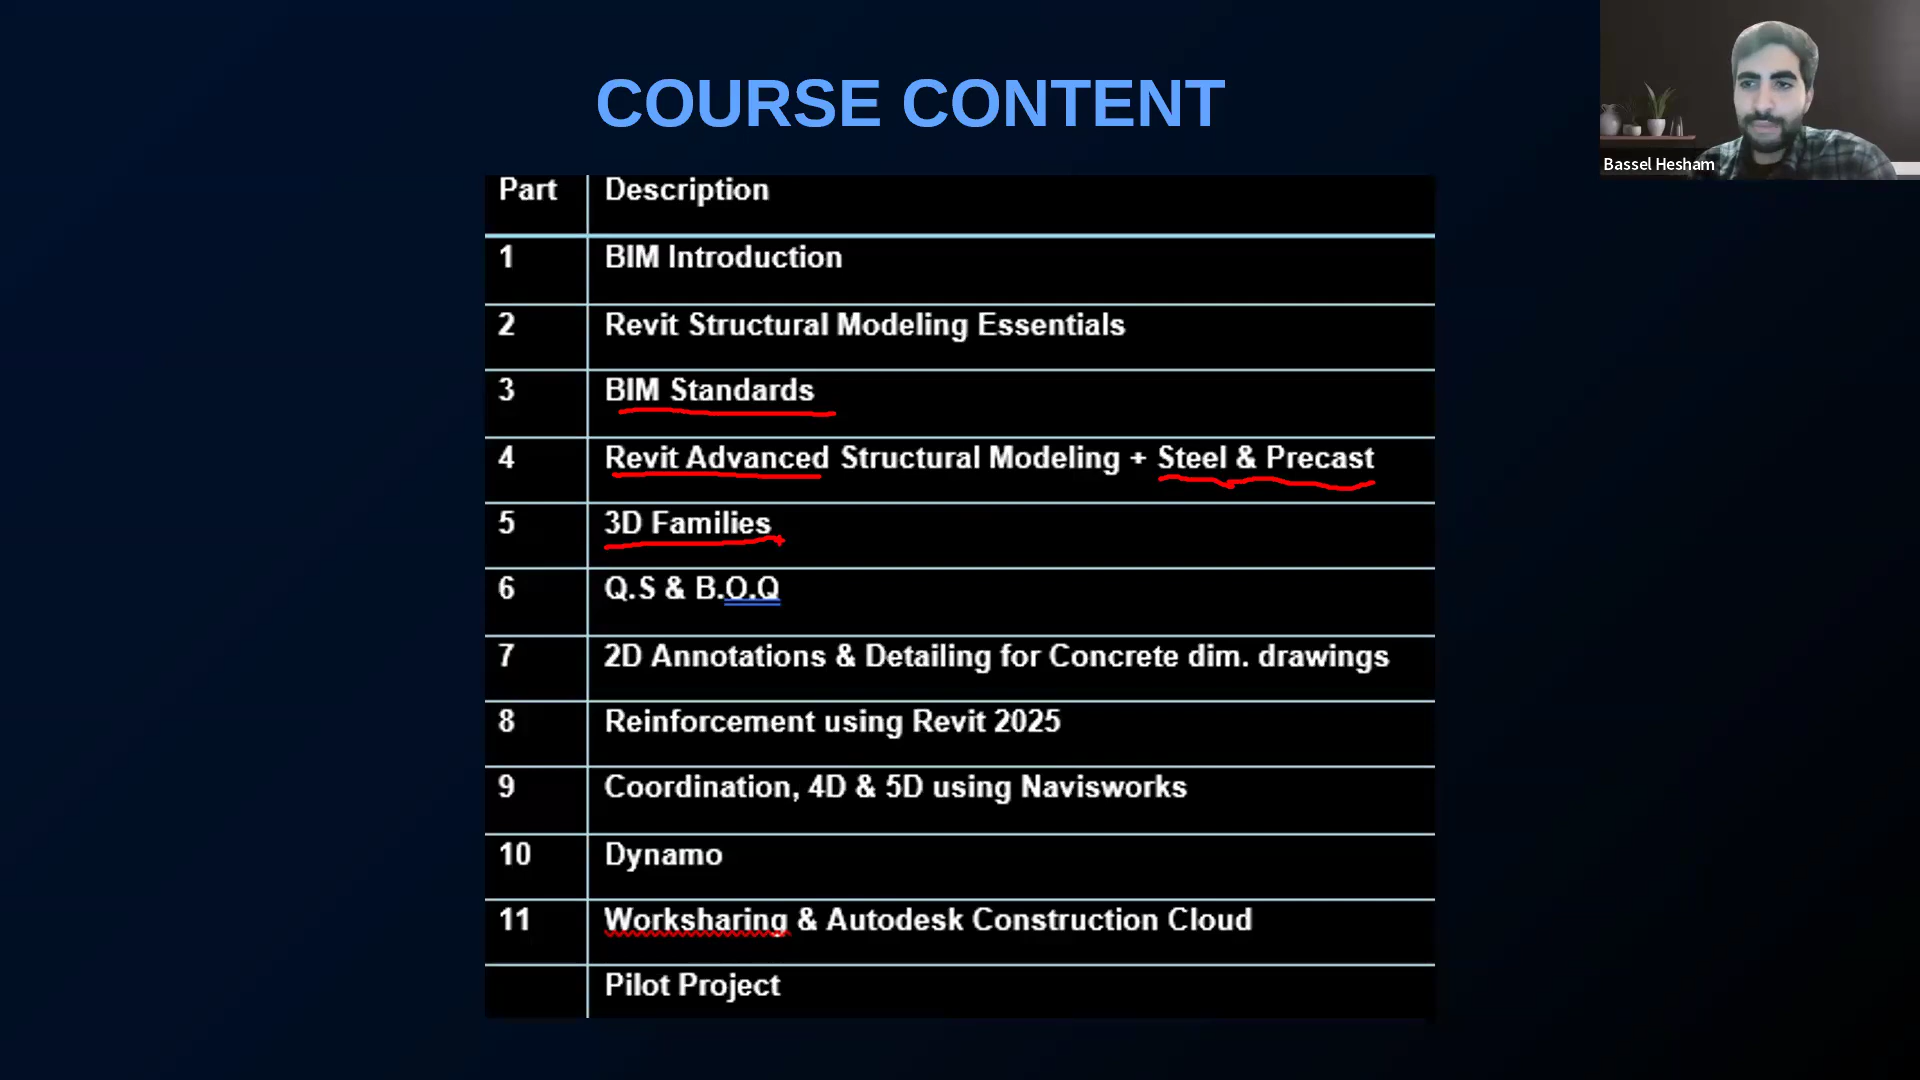 COURSE CONTENT
Bassel Hesham
Part Description
1 BIM Introduction
2 Revit Structural Modeling Essentials
3 BIM Standards
4 Revit Advanced Structural Modeling + Steel & Precast
5 3D Families
6 Q.S & B.O.Q
7 2D Annotations & Detailing for Concrete dim. drawings
8 Reinforcement using Revit 2025
9 Coordination, 4D & 5D using Navisworks
10 Dynamo
11 Worksharing & Autodesk Construction Cloud
Pilot Project